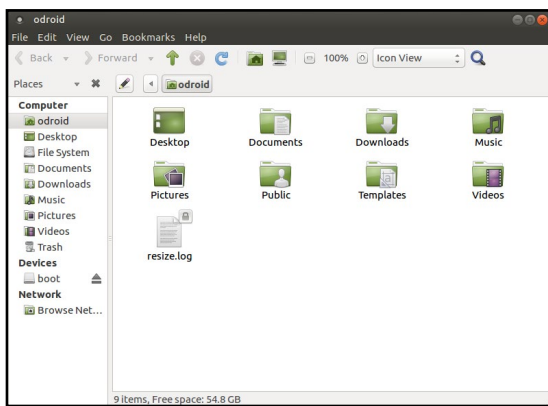 odroid
File Edit View Go Bookmarks Help
Back Forward 100% Icon View
Places odroid
Computer
odroid
Desktop
File System
Documents
Downloads
Music
Pictures
Videos
Trash
Devices
boot
Network
Browse Net...
Desktop Documents Downloads Music
Pictures Public Templates Videos
resize.log
9 items, Free space: 54.8 GB